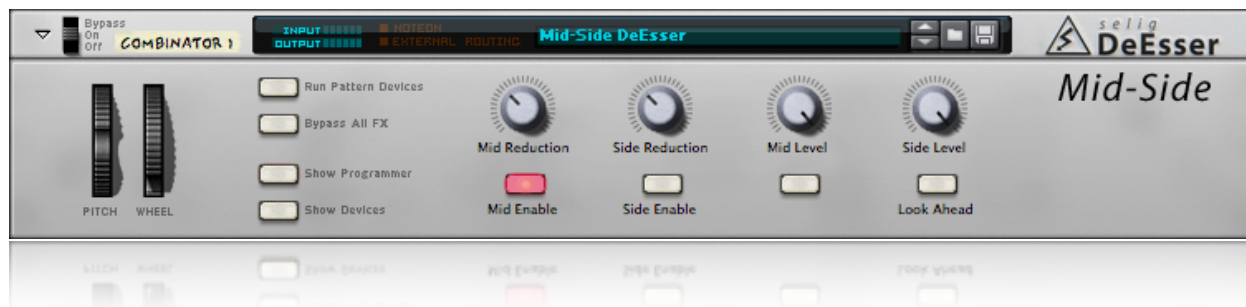 Bypass
On
Off
COMBINATOR 1
INPUT
OUTPUT
NOTEON
EXTERNAL ROUTING
Mid-Side DeEsser
selig
DeEsser
Mid-Side
Run Pattern Devices
Bypass All FX
Show Programmer
Show Devices
PITCH WHEEL
Mid Reduction Side Reduction Mid Level Side Level
Mid Enable Side Enable Look Ahead